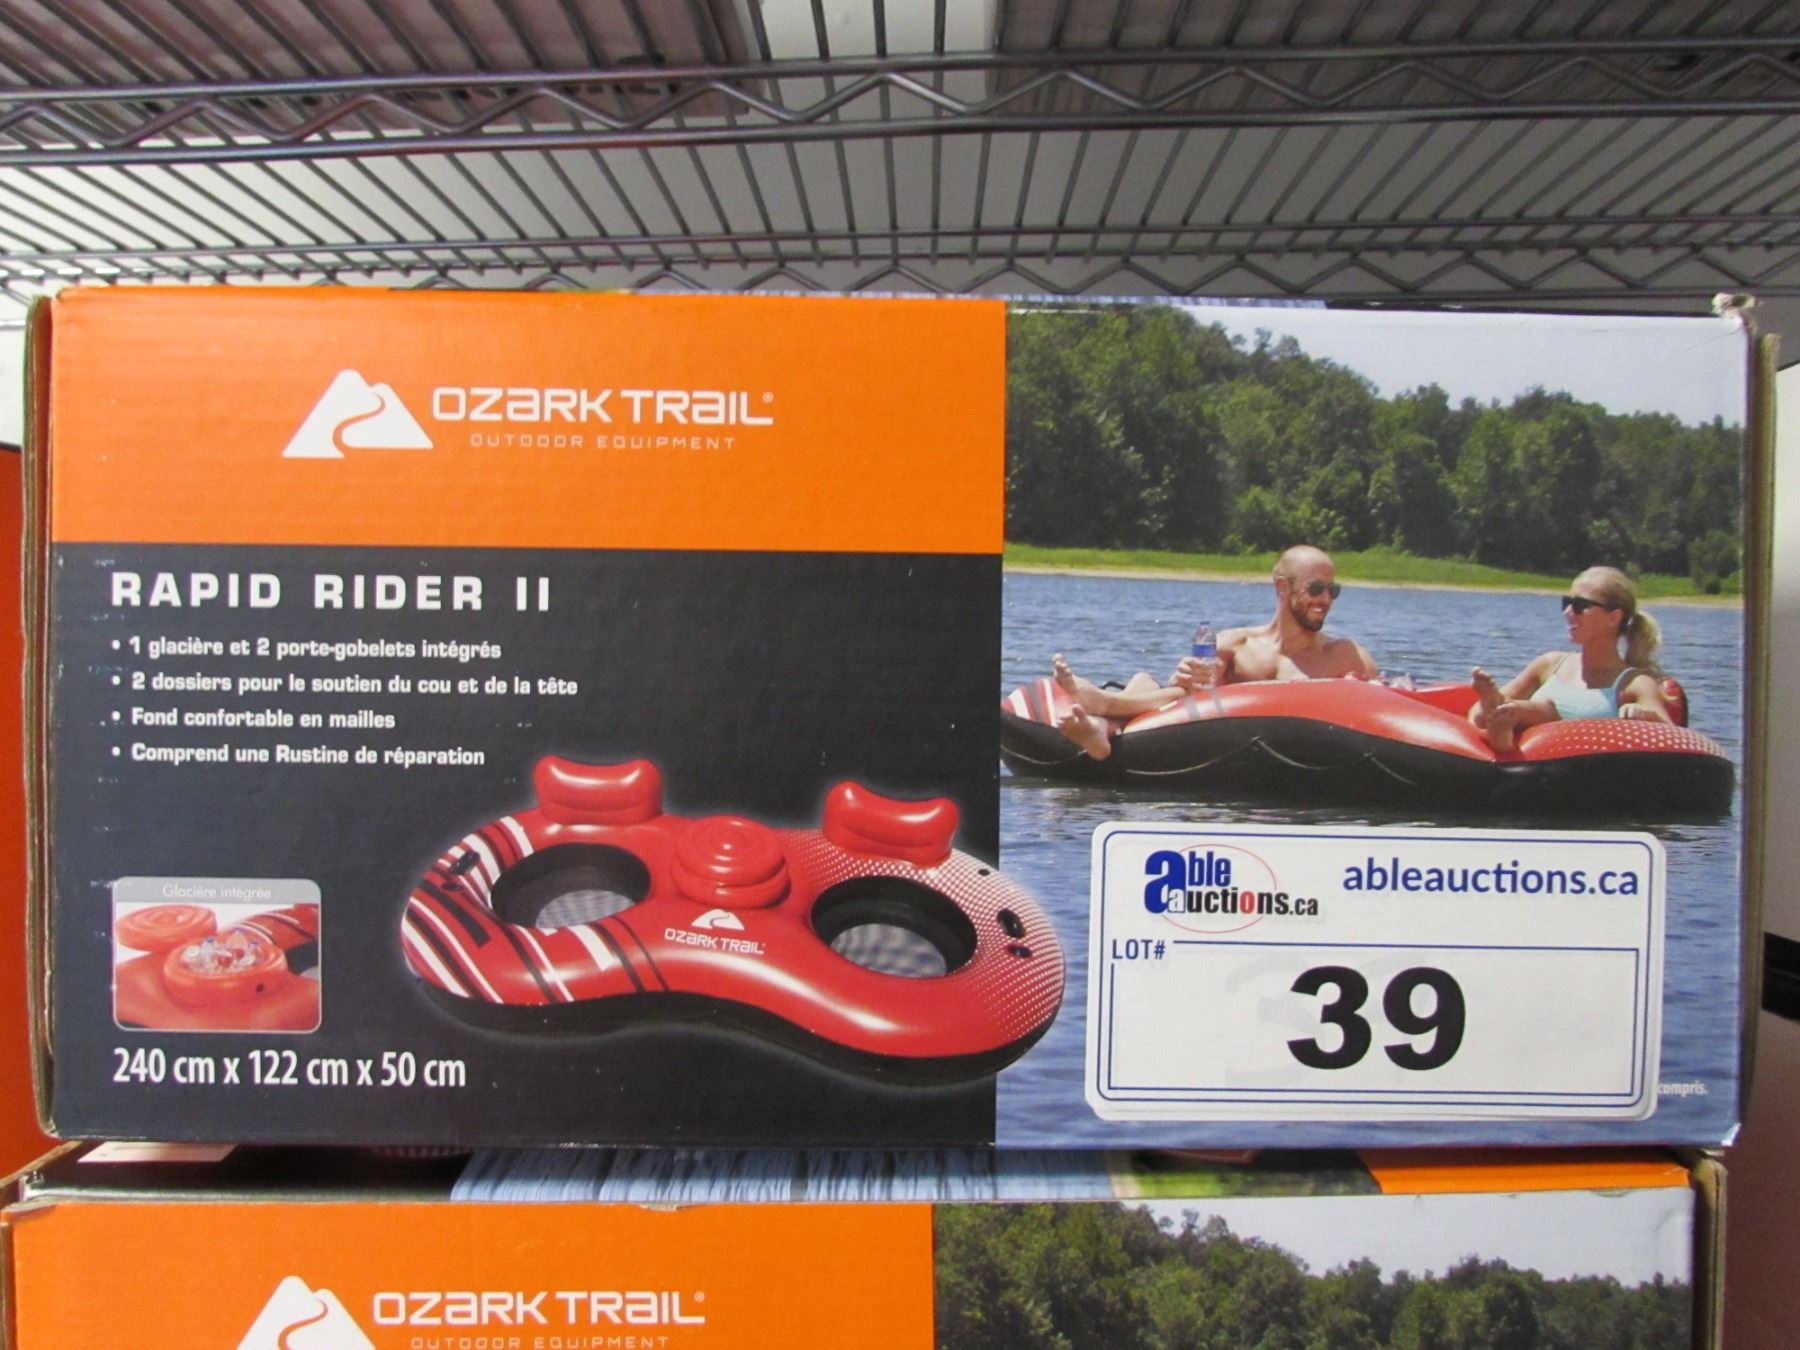 OZARK TRAIL®
OUTDOOR EQUIPMENT
RAPID RIDER II
• 1 glacière et 2 porte-gobelets intégrés
• 2 dossiers pour le soutien du cou et de la tête
• Fond confortable en mailles
• Comprend une Rustine de réparation
Glacière intégrée
OZARK TRAIL
240 cm x 122 cm x 50 cm
able auctions.ca
ableauctions.ca
LOT#
39
compris.
OZARK TRAIL®
OUTDOOR EQUIPMENT